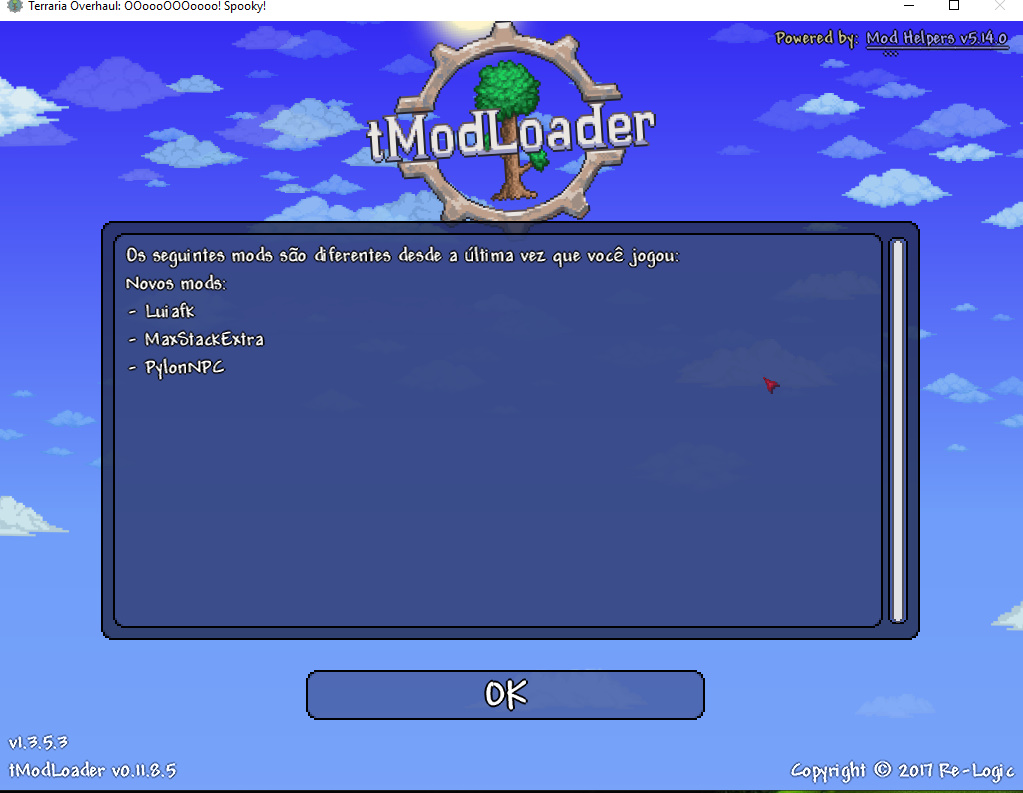 Terraria Overhaul: OOoooOOOoooo! Spooky!
Powered by: Mod Helpers v5.14.0
...
tModLoader
Os seguintes mods são diferentes desde a última vez que você jogou:
Novos mods:
- Luiafk
- MaxStackExtra
- PylonNPC
OK
v1.3.5.3
tModLoader v0.11.8.5
Copyright © 2017 Re-Logic